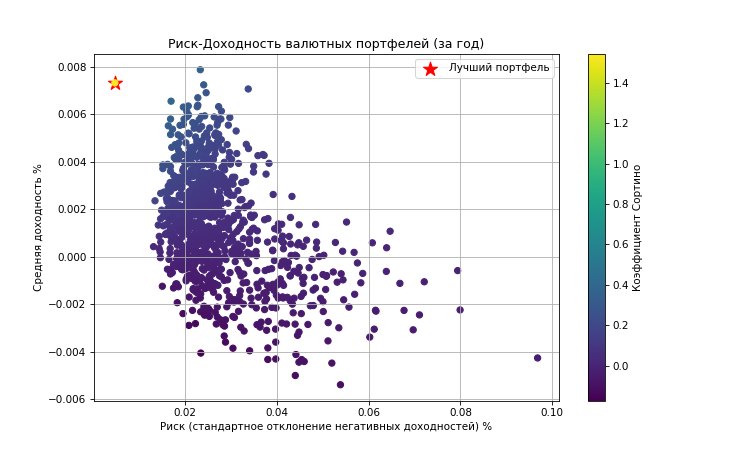 Риск-Доходность валютных портфелей (за год)
Лучший портфель
0.008
0.006
0.004
0.002
0.000
−0.002
−0.004
−0.006
Средняя доходность %
0.02 0.04 0.06 0.08 0.10
Риск (стандартное отклонение негативных доходностей) %
1.4
1.2
1.0
0.8
0.6
0.4
0.2
0.0
Коэффициент Сортино